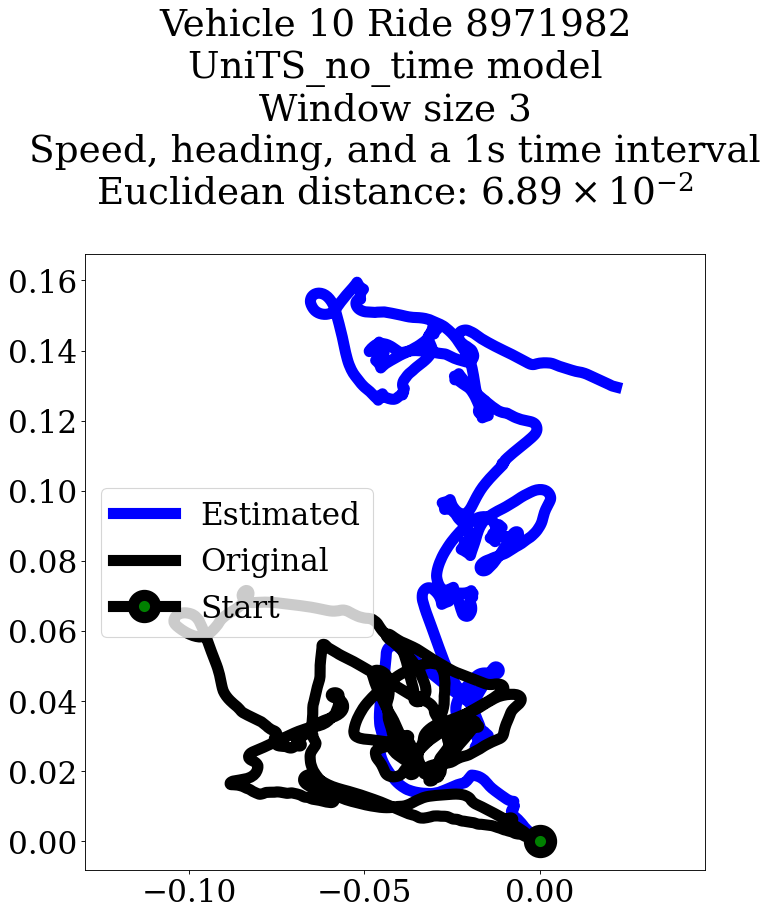 Vehicle 10 Ride 8971982
UniTS_no_time model
Window size 3
Speed, heading, and a 1s time interval
Euclidean distance: 6.89 × 10⁻²
0.16
0.14
0.12
0.10
0.08
0.06
0.04
0.02
0.00
Estimated
Original
Start
−0.10 −0.05 0.00